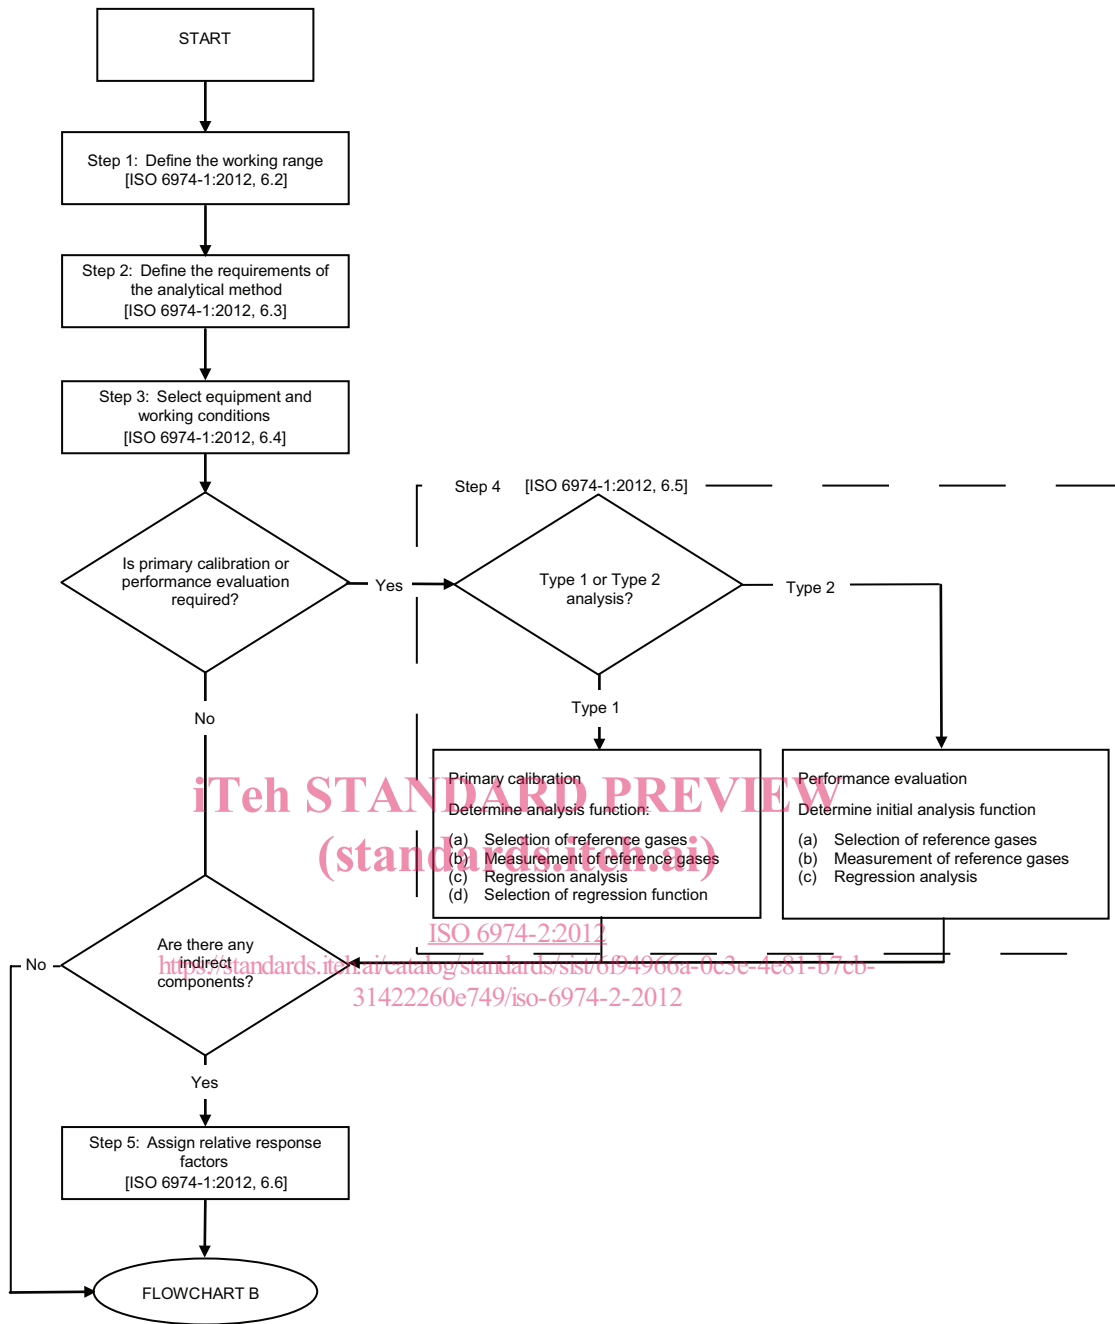 START
Step 1: Define the working range
[ISO 6974-1:2012, 6.2]
Step 2: Define the requirements of
the analytical method
[ISO 6974-1:2012, 6.3]
Step 3: Select equipment and
working conditions
[ISO 6974-1:2012, 6.4]
Step 4 [ISO 6974-1:2012, 6.5]
Is primary calibration or
performance evaluation
required?
Yes
Type 1 or Type 2
analysis?
Type 2
No
Type 1
Primary calibration
Determine analysis function:
(a) Selection of reference gases
(b) Measurement of reference gases
(c) Regression analysis
(d) Selection of regression function
Performance evaluation
Determine initial analysis function
(a) Selection of reference gases
(b) Measurement of reference gases
(c) Regression analysis
iTeh STANDARD PREVIEW
(standards.iteh.ai)
ISO 6974-2:2012
https://standards.iteh.ai/catalog/standards/sist/6f94966a-0c3e-4e81-b7cb-
31422260e749/iso-6974-2-2012
Are there any
indirect
components?
No
Yes
Step 5: Assign relative response
factors
[ISO 6974-1:2012, 6.6]
FLOWCHART B